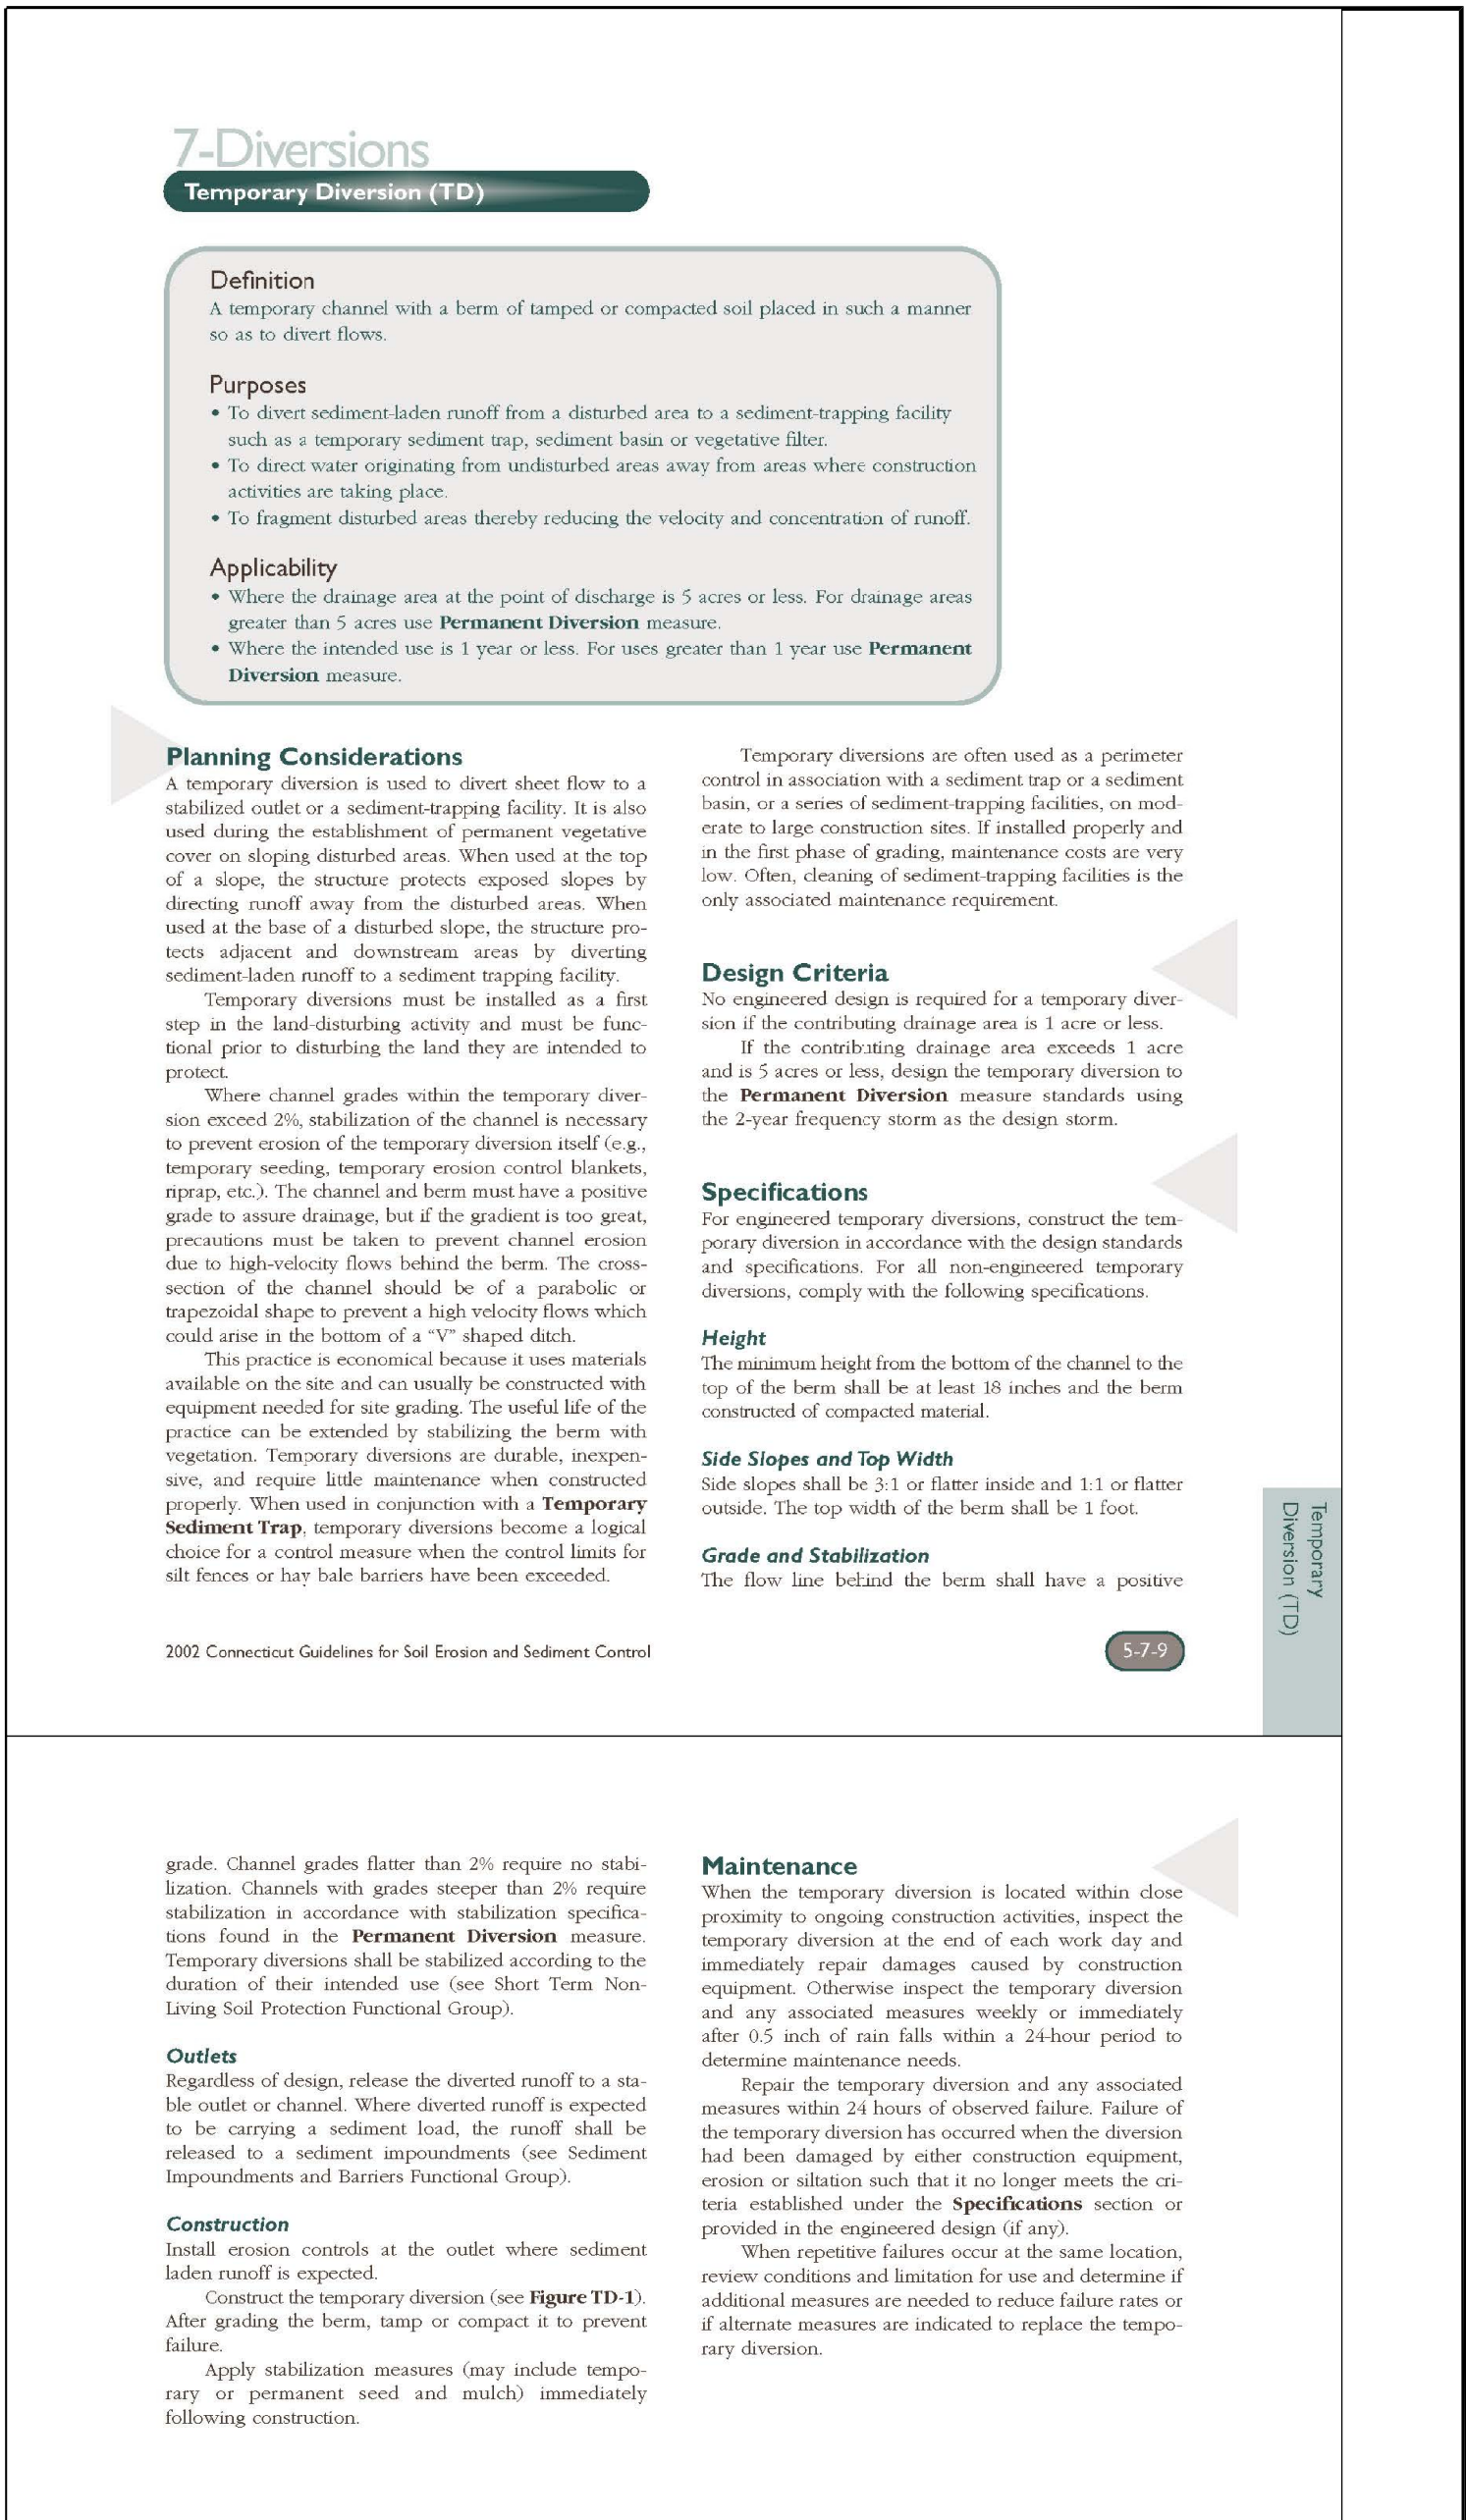 7-Diversions
Temporary Diversion (TD)
Definition
A temporary channel with a berm of tamped or compacted soil placed in such a manner
so as to divert flows.
Purposes
• To divert sediment-laden runoff from a disturbed area to a sediment-trapping facility
such as a temporary sediment trap, sediment basin or vegetative filter.
• To direct water originating from undisturbed areas away from areas where construction
activities are taking place.
• To fragment disturbed areas thereby reducing the velocity and concentration of runoff.
Applicability
• Where the drainage area at the point of discharge is 5 acres or less. For drainage areas
greater than 5 acres use Permanent Diversion measure.
• Where the intended use is 1 year or less. For uses greater than 1 year use Permanent
Diversion measure.
Planning Considerations
A temporary diversion is used to divert sheet flow to a
stabilized outlet or a sediment-trapping facility. It is also
used during the establishment of permanent vegetative
cover on sloping disturbed areas. When used at the top
of a slope, the structure protects exposed slopes by
directing runoff away from the disturbed areas. When
used at the base of a disturbed slope, the structure pro-
tects adjacent and downstream areas by diverting
sediment-laden runoff to a sediment trapping facility.
Temporary diversions must be installed as a first
step in the land-disturbing activity and must be func-
tional prior to disturbing the land they are intended to
protect.
Where channel grades within the temporary diver-
sion exceed 2%, stabilization of the channel is necessary
to prevent erosion of the temporary diversion itself (e.g.,
temporary seeding, temporary erosion control blankets,
riprap, etc.). The channel and berm must have a positive
grade to assure drainage, but if the gradient is too great,
precautions must be taken to prevent channel erosion
due to high-velocity flows behind the berm. The cross-
section of the channel should be of a parabolic or
trapezoidal shape to prevent a high velocity flows which
could arise in the bottom of a “V” shaped ditch.
This practice is economical because it uses materials
available on the site and can usually be constructed with
equipment needed for site grading. The useful life of the
practice can be extended by stabilizing the berm with
vegetation. Temporary diversions are durable, inexpen-
sive, and require little maintenance when constructed
properly. When used in conjunction with a Temporary
Sediment Trap, temporary diversions become a logical
choice for a control measure when the control limits for
silt fences or hay bale barriers have been exceeded.
Temporary diversions are often used as a perimeter
control in association with a sediment trap or a sediment
basin, or a series of sediment-trapping facilities, on mod-
erate to large construction sites. If installed properly and
in the first phase of grading, maintenance costs are very
low. Often, cleaning of sediment-trapping facilities is the
only associated maintenance requirement.
Design Criteria
No engineered design is required for a temporary diver-
sion if the contributing drainage area is 1 acre or less.
If the contributing drainage area exceeds 1 acre
and is 5 acres or less, design the temporary diversion to
the Permanent Diversion measure standards using
the 2-year frequency storm as the design storm.
Specifications
For engineered temporary diversions, construct the tem-
porary diversion in accordance with the design standards
and specifications. For all non-engineered temporary
diversions, comply with the following specifications.
Height
The minimum height from the bottom of the channel to the
top of the berm shall be at least 18 inches and the berm
constructed of compacted material.
Side Slopes and Top Width
Side slopes shall be 3:1 or flatter inside and 1:1 or flatter
outside. The top width of the berm shall be 1 foot.
Grade and Stabilization
The flow line behind the berm shall have a positive
Temporary
Diversion (TD)
2002 Connecticut Guidelines for Soil Erosion and Sediment Control
5-7-9
grade. Channel grades flatter than 2% require no stabi-
lization. Channels with grades steeper than 2% require
stabilization in accordance with stabilization specifica-
tions found in the Permanent Diversion measure.
Temporary diversions shall be stabilized according to the
duration of their intended use (see Short Term Non-
Living Soil Protection Functional Group).
Outlets
Regardless of design, release the diverted runoff to a sta-
ble outlet or channel. Where diverted runoff is expected
to be carrying a sediment load, the runoff shall be
released to a sediment impoundments (see Sediment
Impoundments and Barriers Functional Group).
Construction
Install erosion controls at the outlet where sediment
laden runoff is expected.
Construct the temporary diversion (see Figure TD-1).
After grading the berm, tamp or compact it to prevent
failure.
Apply stabilization measures (may include tempo-
rary or permanent seed and mulch) immediately
following construction.
Maintenance
When the temporary diversion is located within close
proximity to ongoing construction activities, inspect the
temporary diversion at the end of each work day and
immediately repair damages caused by construction
equipment. Otherwise inspect the temporary diversion
and any associated measures weekly or immediately
after 0.5 inch of rain falls within a 24-hour period to
determine maintenance needs.
Repair the temporary diversion and any associated
measures within 24 hours of observed failure. Failure of
the temporary diversion has occurred when the diversion
had been damaged by either construction equipment,
erosion or siltation such that it no longer meets the cri-
teria established under the Specifications section or
provided in the engineered design (if any).
When repetitive failures occur at the same location,
review conditions and limitation for use and determine if
additional measures are needed to reduce failure rates or
if alternate measures are indicated to replace the tempo-
rary diversion.